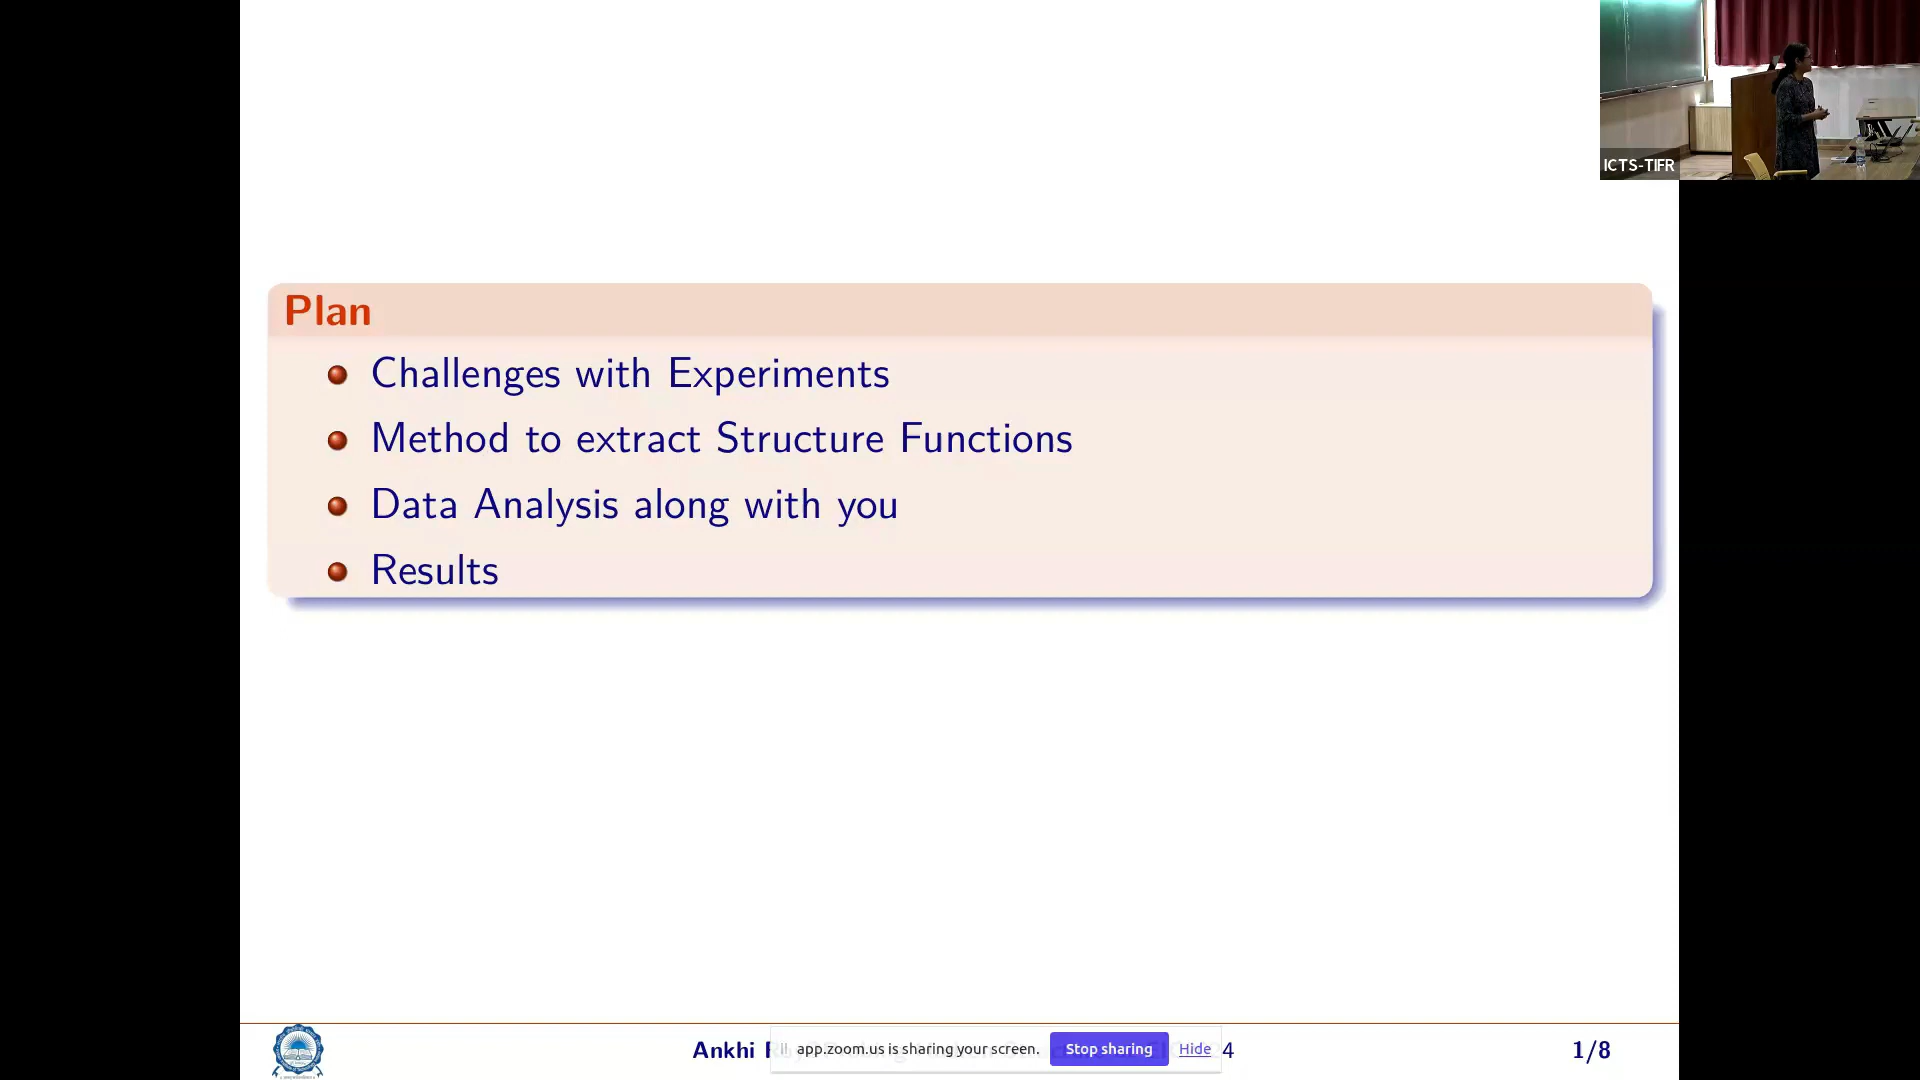 ICTS-TIFR
Plan
Challenges with Experiments
Method to extract Structure Functions
Data Analysis along with you
Results
Ankhi
app.zoom.us is sharing your screen. Stop sharing Hide
4
1/8